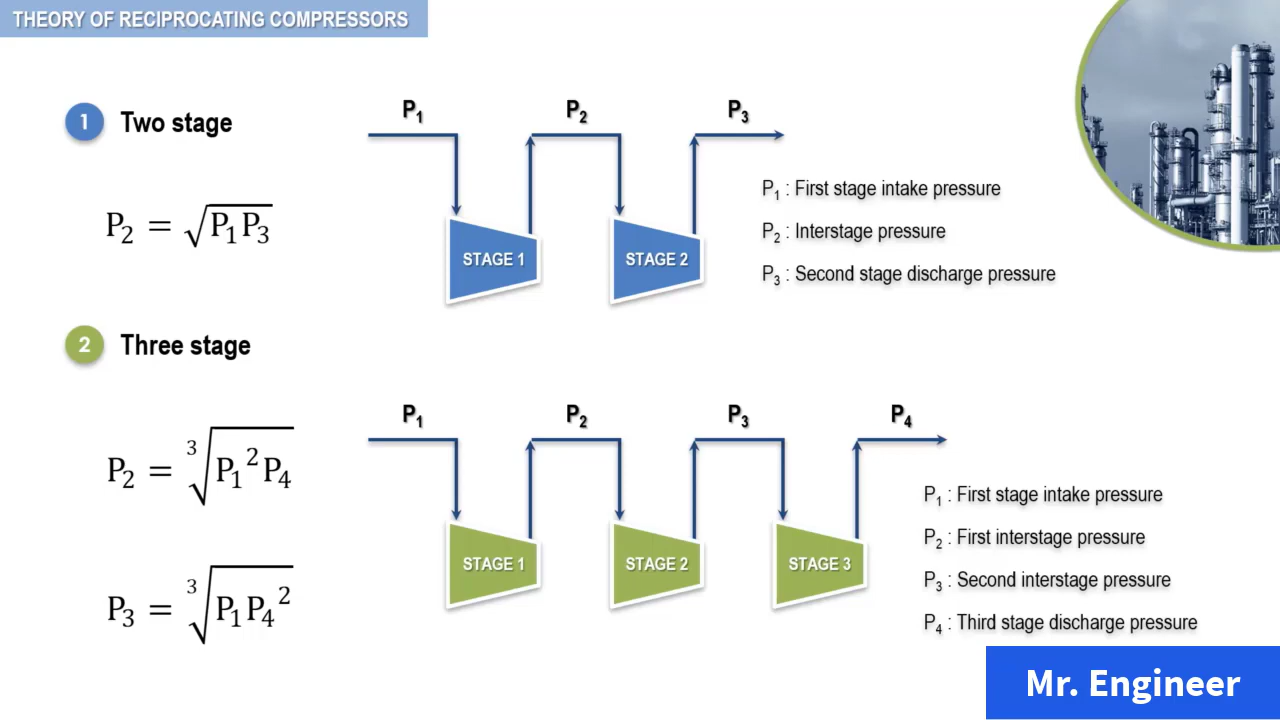 THEORY OF RECIPROCATING COMPRESSORS
1 Two stage
P₂ = √P₁P₃
P₁ P₂ P₃
STAGE 1 STAGE 2
P₁ : First stage intake pressure
P₂ : Interstage pressure
P₃ : Second stage discharge pressure
2 Three stage
P₂ = ∛P₁²P₄
P₃ = ∛P₁P₄²
P₁ P₂ P₃ P₄
STAGE 1 STAGE 2 STAGE 3
P₁ : First stage intake pressure
P₂ : First interstage pressure
P₃ : Second interstage pressure
P₄ : Third stage discharge pressure
Mr. Engineer